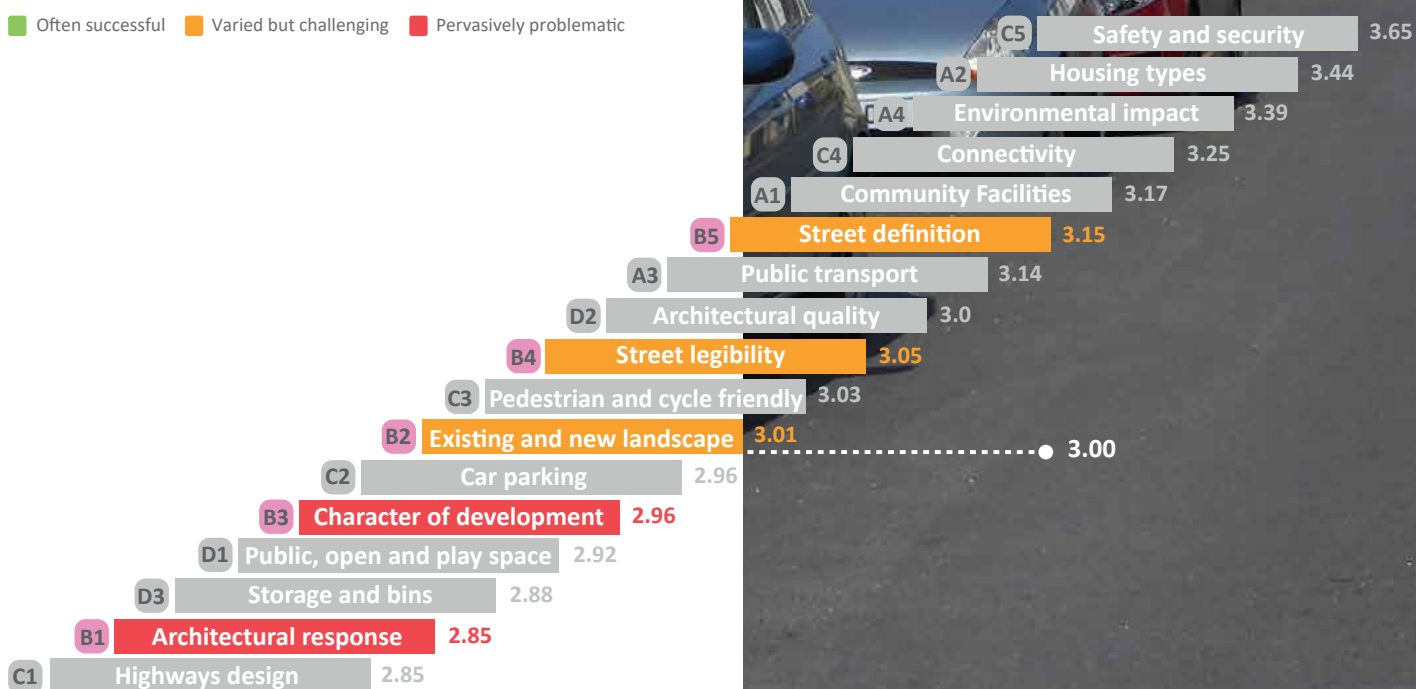 Often successful Varied but challenging Pervasively problematic
C5 Safety and security 3.65
A2 Housing types 3.44
A4 Environmental impact 3.39
C4 Connectivity 3.25
A1 Community Facilities 3.17
B5 Street definition 3.15
A3 Public transport 3.14
D2 Architectural quality 3.0
B4 Street legibility 3.05
C3 Pedestrian and cycle friendly 3.03
B2 Existing and new landscape 3.01
3.00
C2 Car parking 2.96
B3 Character of development 2.96
D1 Public, open and play space 2.92
D3 Storage and bins 2.88
B1 Architectural response 2.85
C1 Highways design 2.85